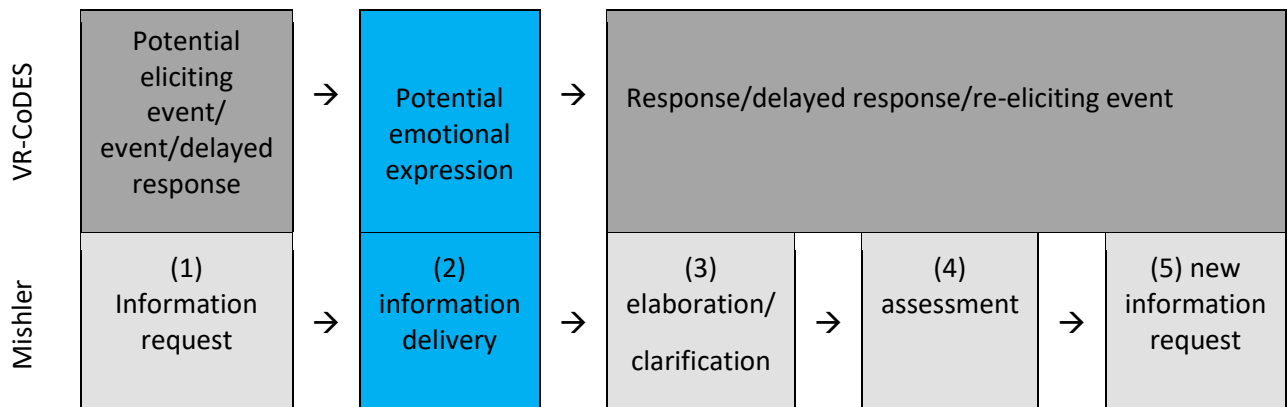 VR-CoDES
Potential
eliciting
event/
event/delayed
response
→
Potential
emotional
expression
→
Response/delayed response/re-eliciting event
Mishler
(1)
Information
request
→
(2)
information
delivery
→
(3)
elaboration/
clarification
→
(4)
assessment
→
(5) new
information
request